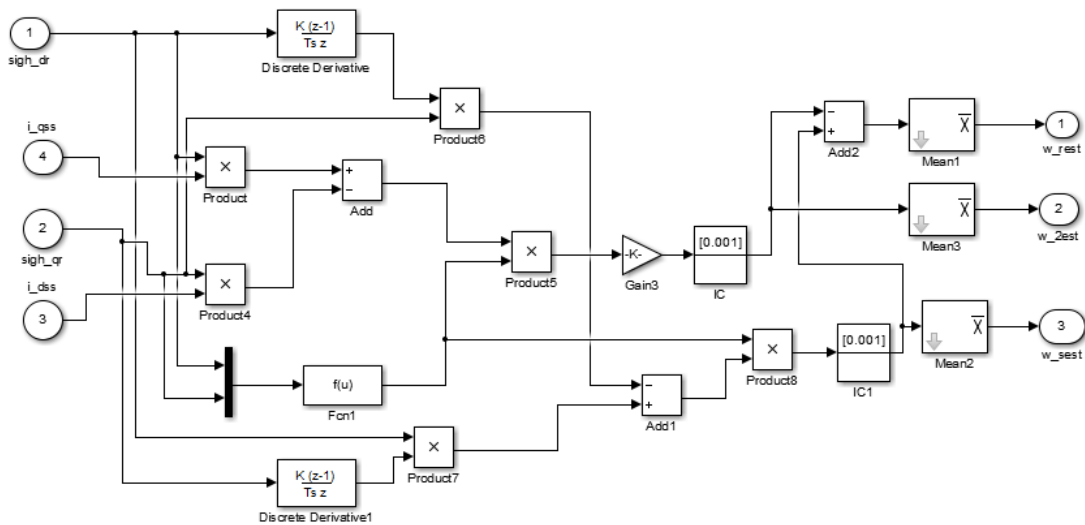 1
sigh_dr
K (z-1)
Ts z
Discrete Derivative
×
Product6
i_qss
4
×
Product
+
−
Add
2
sigh_qr
×
Product4
i_dss
3
×
Product5
-K-
Gain3
[0.001]
IC
−
+
Add2
X
Mean1
1
w_rest
X
Mean3
2
w_2est
f(u)
Fcn1
−
+
Add1
×
Product8
[0.001]
IC1
X
Mean2
3
w_sest
×
Product7
K (z-1)
Ts z
Discrete Derivative1